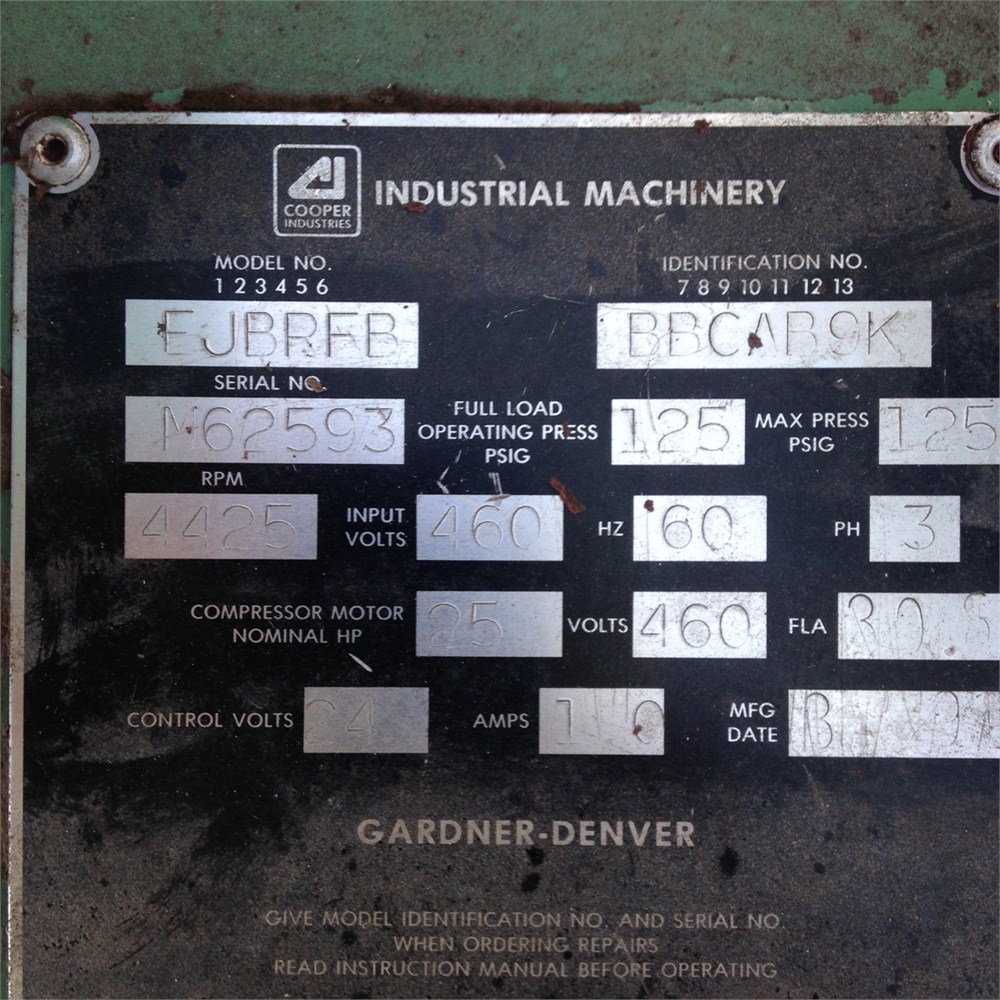 COOPER
INDUSTRIES
INDUSTRIAL MACHINERY
MODEL NO.
1 2 3 4 5 6
EJBRFB
IDENTIFICATION NO.
7 8 9 10 11 12 13
BBCAB9K
SERIAL NO.
M62593
FULL LOAD
OPERATING PRESS
PSIG
125
MAX PRESS
PSIG
125
RPM
4425
INPUT
VOLTS
460
HZ
60
PH
3
COMPRESSOR MOTOR
NOMINAL HP
25
VOLTS
460
FLA
CONTROL VOLTS
AMPS
MFG
DATE
GARDNER-DENVER
GIVE MODEL IDENTIFICATION NO. AND SERIAL NO.
WHEN ORDERING REPAIRS
READ INSTRUCTION MANUAL BEFORE OPERATING